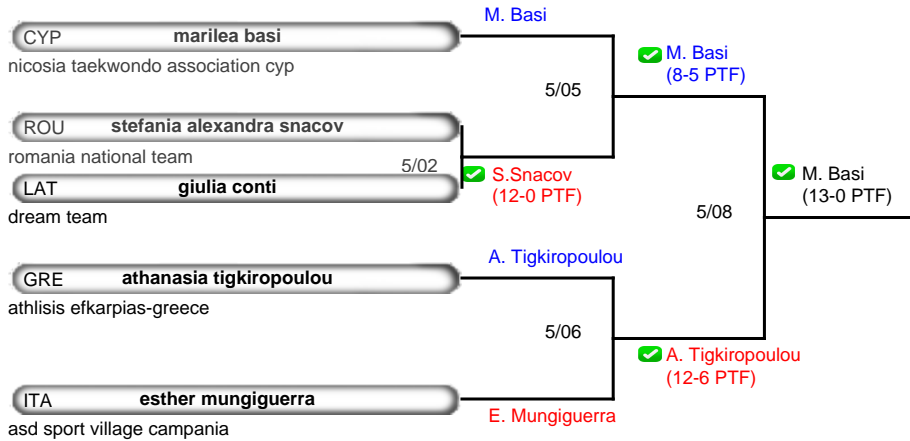 M. Basi
CYP marilea basi
nicosia taekwondo association cyp
M. Basi
(8-5 PTF)
5/05
ROU stefania alexandra snacov
romania national team
5/02
S.Snacov
(12-0 PTF)
LAT giulia conti
dream team
M. Basi
(13-0 PTF)
5/08
A. Tigkiropoulou
GRE athanasia tigkiropoulou
athlisis efkarpias-greece
5/06
A. Tigkiropoulou
(12-6 PTF)
ITA esther mungiguerra
E. Mungiguerra
asd sport village campania